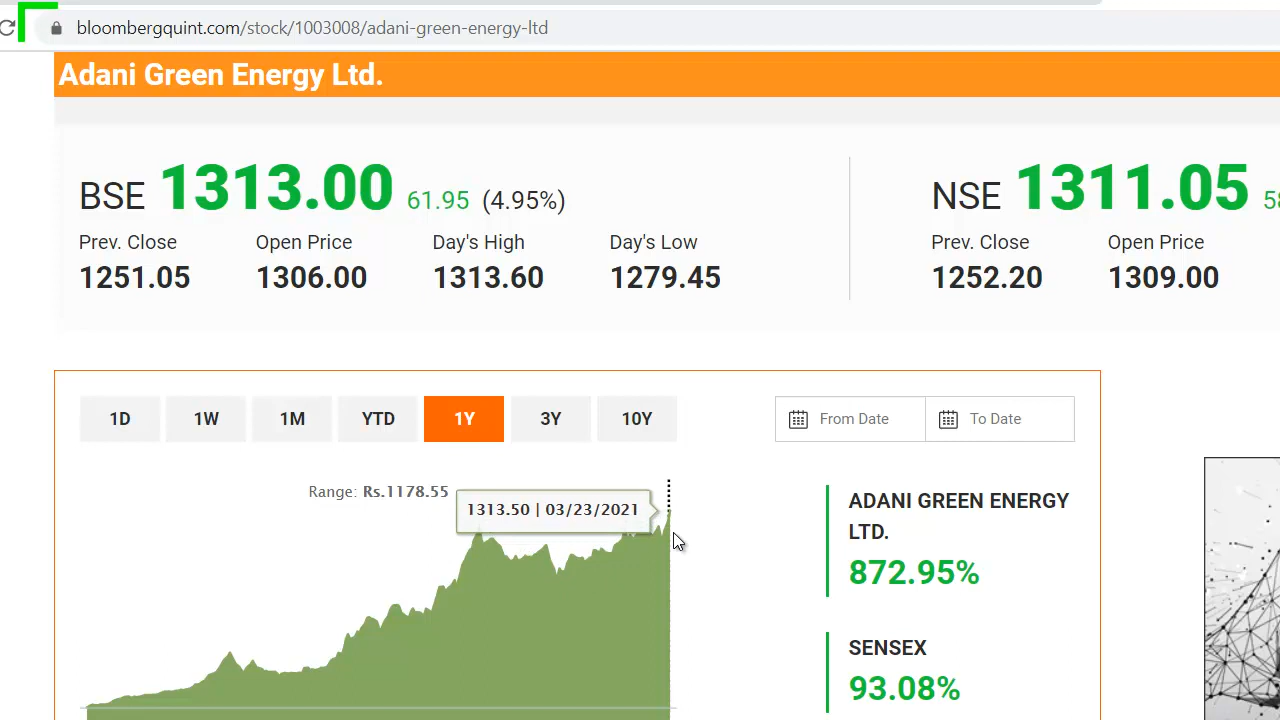 bloombergquint.com/stock/1003008/adani-green-energy-ltd
Adani Green Energy Ltd.
BSE 1313.00 61.95 (4.95%)
Prev. Close Open Price Day's High Day's Low
1251.05 1306.00 1313.60 1279.45
NSE 1311.05
Prev. Close Open Price
1252.20 1309.00
1D 1W 1M YTD 1Y 3Y 10Y
From Date To Date
Range: Rs.1178.55
1313.50 | 03/23/2021
ADANI GREEN ENERGY
LTD.
872.95%
SENSEX
93.08%